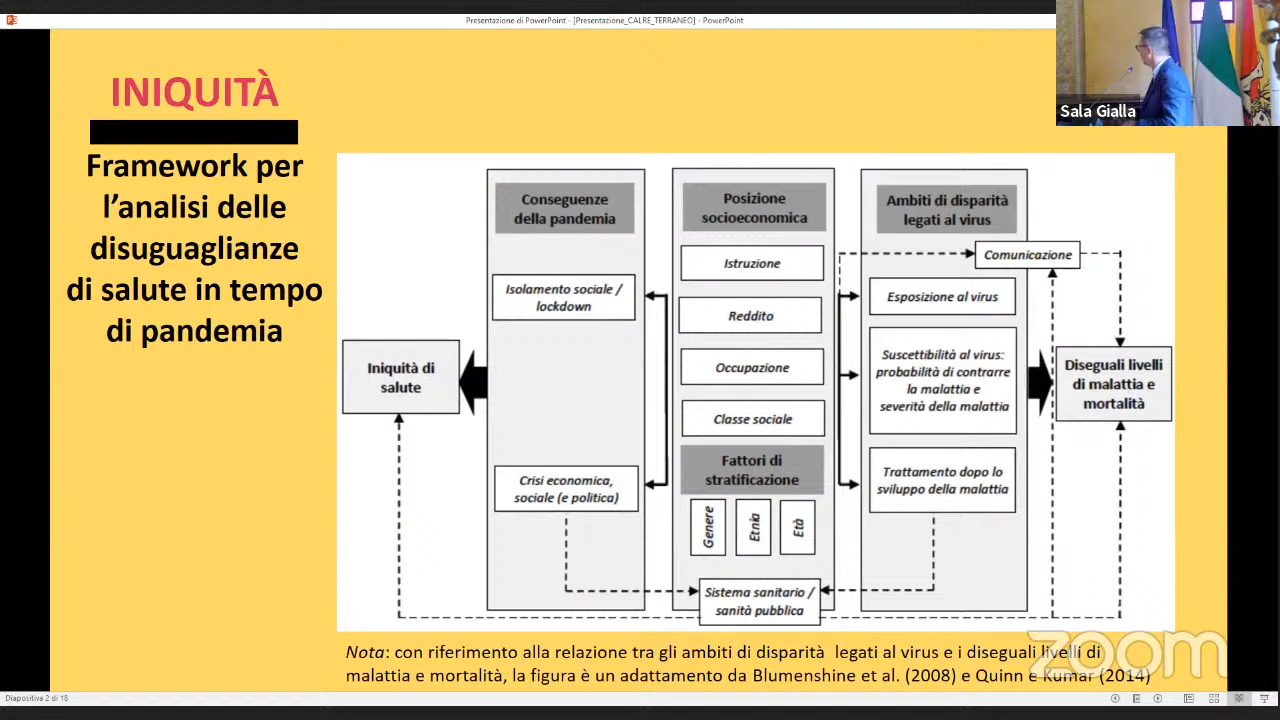 Presentazione di PowerPoint - [Presentazione_CALRE_TERRANEO] - PowerPoint
Sala Gialla
INIQUITÀ
Framework per
l'analisi delle
disuguaglianze
di salute in tempo
di pandemia
Iniquità di
salute
Conseguenze
della pandemia
Isolamento sociale /
lockdown
Crisi economica,
sociale (e politica)
Posizione
socioeconomica
Istruzione
Reddito
Occupazione
Classe sociale
Fattori di
stratificazione
Genere
Etnia
Età
Sistema sanitario /
sanità pubblica
Ambiti di disparità
legati al virus
Comunicazione
Esposizione al virus
Suscettibilità al virus:
probabilità di contrarre
la malattia e
severità della malattia
Trattamento dopo lo
sviluppo della malattia
Diseguali livelli
di malattia e
mortalità
Nota: con riferimento alla relazione tra gli ambiti di disparità legati al virus e i diseguali livelli di
malattia e mortalità, la figura è un adattamento da Blumenshine et al. (2008) e Quinn e Kumar (2014)
zoom
Diapositiva 2 di 18